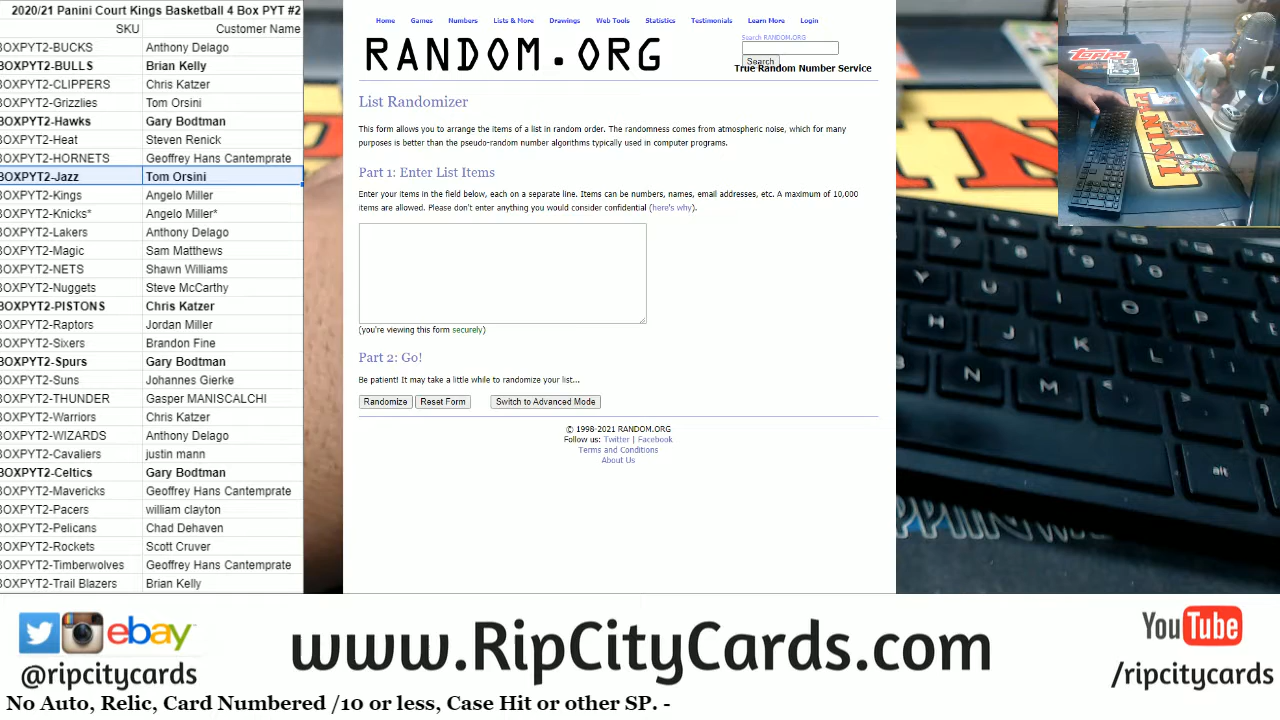 2020/21 Panini Court Kings Basketball 4 Box PYT #2
SKU Customer Name
BOXPYT2-BUCKS Anthony Delago
BOXPYT2-BULLS Brian Kelly
BOXPYT2-CLIPPERS Chris Katzer
BOXPYT2-Grizzlies Tom Orsini
BOXPYT2-Hawks Gary Bodtman
BOXPYT2-Heat Steven Renick
BOXPYT2-HORNETS Geoffrey Hans Cantemprate
BOXPYT2-Jazz Tom Orsini
BOXPYT2-Kings Angelo Miller
BOXPYT2-Knicks* Angelo Miller*
BOXPYT2-Lakers Anthony Delago
BOXPYT2-Magic Sam Matthews
BOXPYT2-NETS Shawn Williams
BOXPYT2-Nuggets Steve McCarthy
BOXPYT2-PISTONS Chris Katzer
BOXPYT2-Raptors Jordan Miller
BOXPYT2-Sixers Brandon Fine
BOXPYT2-Spurs Gary Bodtman
BOXPYT2-Suns Johannes Gierke
BOXPYT2-THUNDER Gasper MANISCALCHI
BOXPYT2-Warriors Chris Katzer
BOXPYT2-WIZARDS Anthony Delago
BOXPYT2-Cavaliers justin mann
BOXPYT2-Celtics Gary Bodtman
BOXPYT2-Mavericks Geoffrey Hans Cantemprate
BOXPYT2-Pacers william clayton
BOXPYT2-Pelicans Chad Dehaven
BOXPYT2-Rockets Scott Cruver
BOXPYT2-Timberwolves Geoffrey Hans Cantemprate
BOXPYT2-Trail Blazers Brian Kelly
Home Games Numbers Lists & More Drawings Web Tools Statistics Testimonials Learn More Login
RANDOM.ORG
Search RANDOM.ORG
Search
True Random Number Service
List Randomizer
This form allows you to arrange the items of a list in random order. The randomness comes from atmospheric noise, which for many
purposes is better than the pseudo-random number algorithms typically used in computer programs.
Part 1: Enter List Items
Enter your items in the field below, each on a separate line. Items can be numbers, names, email addresses, etc. A maximum of 10,000
items are allowed. Please don't enter anything you would consider confidential (here's why).
(you're viewing this form securely)
Part 2: Go!
Be patient! It may take a little while to randomize your list...
Randomize Reset Form Switch to Advanced Mode
© 1998-2021 RANDOM.ORG
Follow us: Twitter | Facebook
Terms and Conditions
About Us
Topps
PANINI
Y U I O P
H J K L
N M
alt
ebay
@ripcitycards
www.RipCityCards.com
YouTube
/ripcitycards
No Auto, Relic, Card Numbered /10 or less, Case Hit or other SP. -